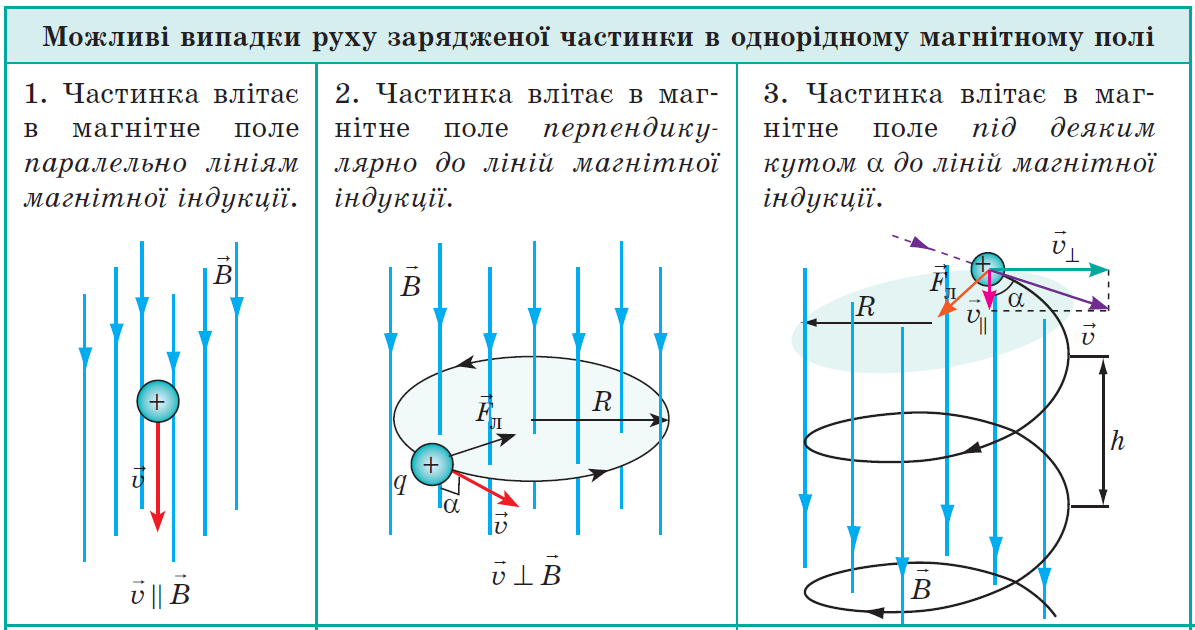 Можливі випадки руху зарядженої частинки в однорідному магнітному полі
1. Частинка влітає
в магнітне поле
паралельно лініям
магнітної індукції.
B⃗
+
v⃗
v⃗ || B⃗
2. Частинка влітає в маг-
нітне поле перпендику-
лярно до ліній магнітної
індукції.
B⃗
F⃗л
R
+
q
α
v⃗
v⃗ ⊥ B⃗
3. Частинка влітає в маг-
нітне поле під деяким
кутом α до ліній магнітної
індукції.
v⃗⊥
+
F⃗л
α
R
v⃗||
v⃗
h
B⃗